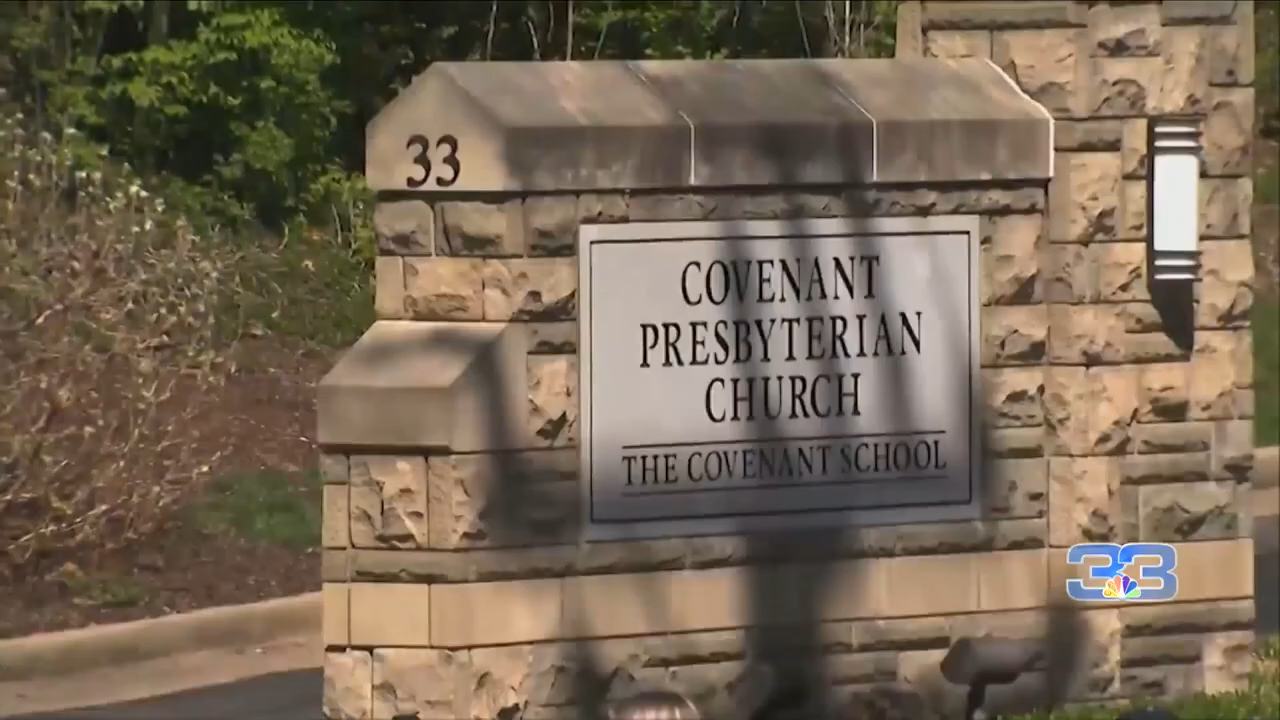 33
COVENANT
PRESBYTERIAN
CHURCH
THE COVENANT SCHOOL
33